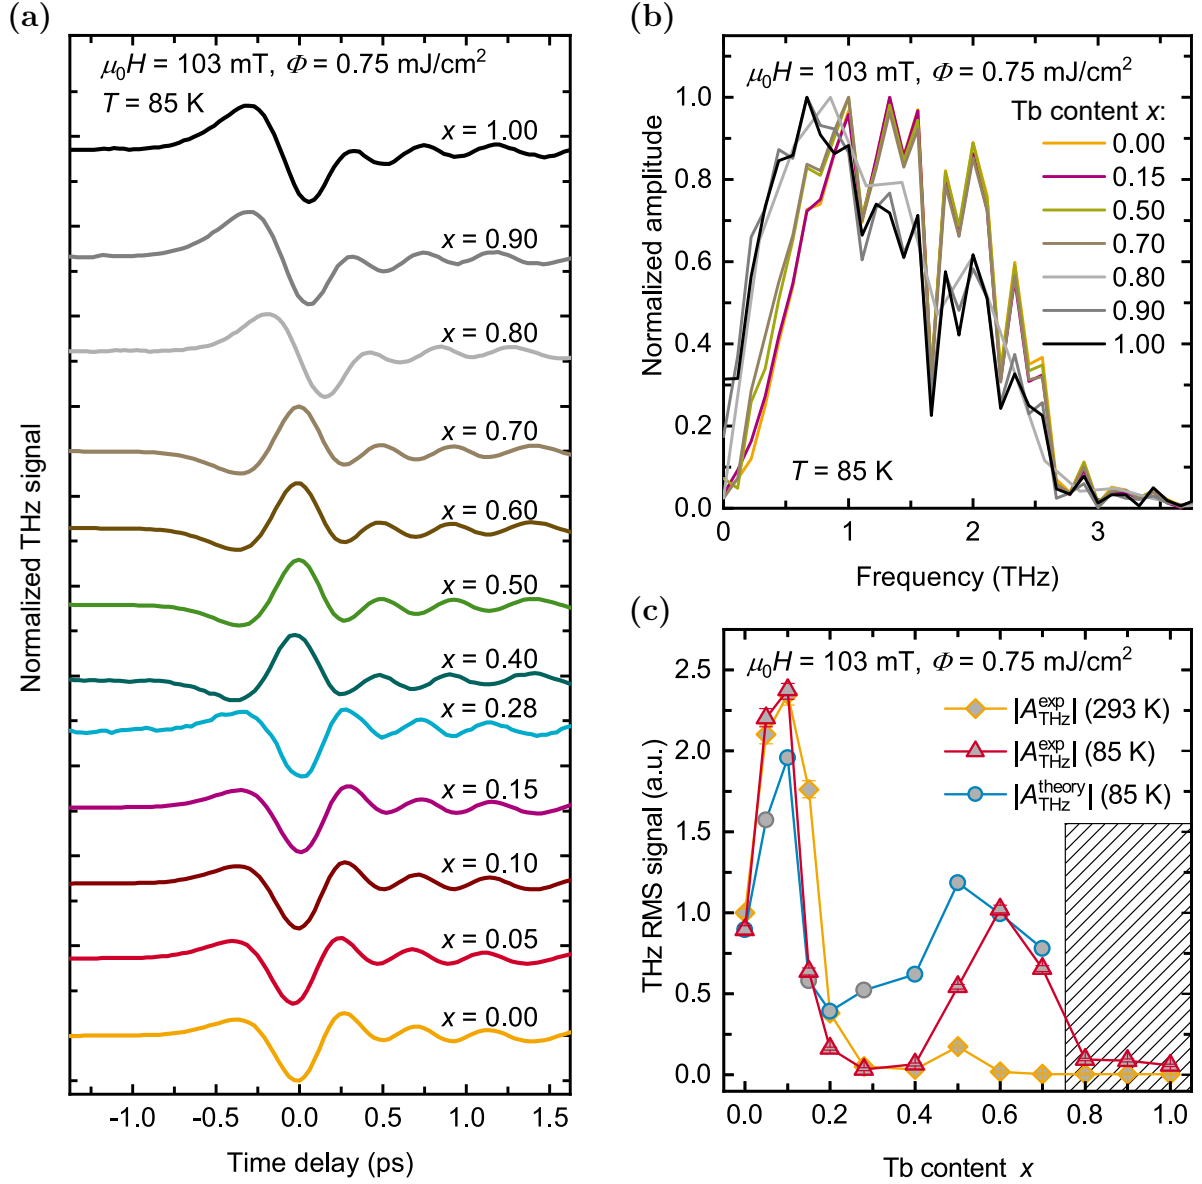 (a)
μ₀H = 103 mT, Φ = 0.75 mJ/cm²
T = 85 K
x = 1.00
x = 0.90
x = 0.80
x = 0.70
x = 0.60
x = 0.50
x = 0.40
x = 0.28
x = 0.15
x = 0.10
x = 0.05
x = 0.00
Normalized THz signal
-1.0 -0.5 0.0 0.5 1.0 1.5
Time delay (ps)
(b)
μ₀H = 103 mT, Φ = 0.75 mJ/cm²
Tb content x:
0.00
0.15
0.50
0.70
0.80
0.90
1.00
T = 85 K
Normalized amplitude
1.0
0.8
0.6
0.4
0.2
0.0
0 1 2 3
Frequency (THz)
(c)
μ₀H = 103 mT, Φ = 0.75 mJ/cm²
|A_THz^exp| (293 K)
|A_THz^exp| (85 K)
|A_THz^theory| (85 K)
THz RMS signal (a.u.)
2.5
2.0
1.5
1.0
0.5
0.0
0.0 0.2 0.4 0.6 0.8 1.0
Tb content x